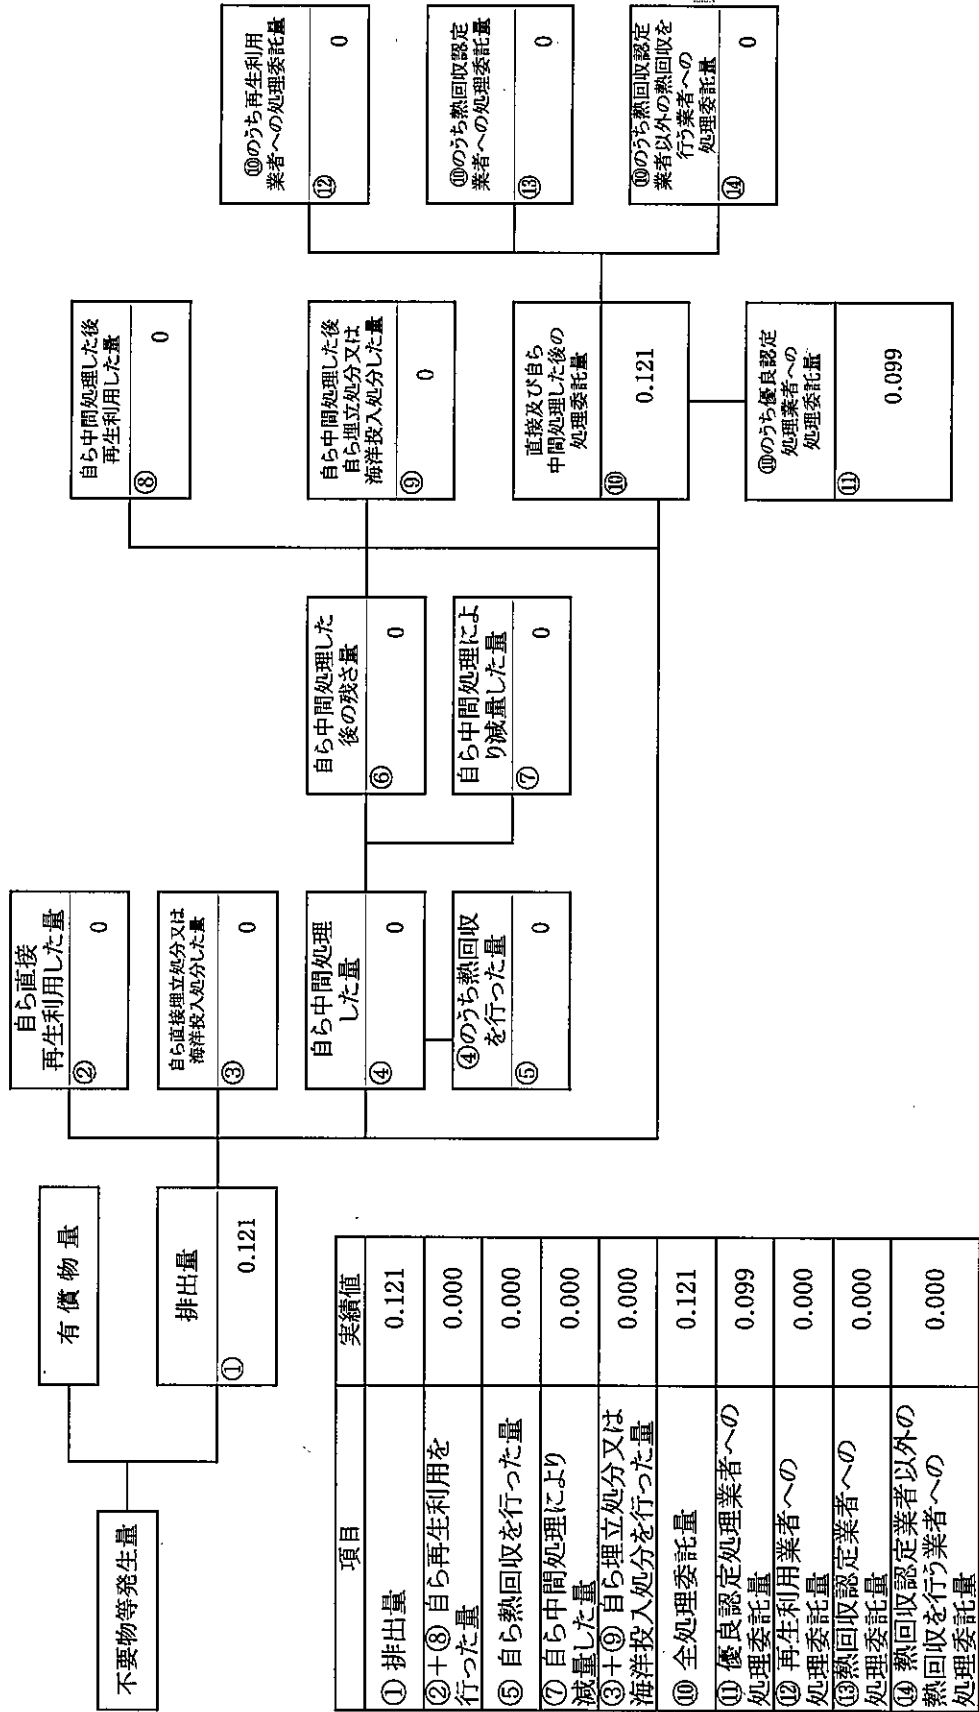 不要物等発生量
有償物量
排出量
①
0.121
自ら直接
再生利用した量
②
0
自ら直接埋立処分又は
海洋投入処分した量
③
0
自ら中間処理
した量
④
0
④のうち熱回収
を行った量
⑤
0
自ら中間処理した
後の残さ量
⑥
0
自ら中間処理によ
り減量した量
⑦
0
自ら中間処理した後
再生利用した量
⑧
0
自ら中間処理した後
自ら埋立処分又は
海洋投入処分した量
⑨
0
直接及び自ら
中間処理した後の
処理委託量
⑩
0.121
⑩のうち優良認定
処理業者への
処理委託量
⑪
0.099
⑩のうち再生利用
業者への処理委託量
⑫
0
⑩のうち熱回収認定
業者への処理委託量
⑬
0
⑩のうち熱回収認定
業者以外の熱回収を
行う業者への
処理委託量
⑭
0
項目 実績値
① 排出量 0.121
②+⑧ 自ら再生利用を
行った量 0.000
⑤ 自ら熱回収を行った量 0.000
⑦ 自ら中間処理により
減量した量 0.000
③+⑨ 自ら埋立処分又は
海洋投入処分を行った量 0.000
⑩ 全処理委託量 0.121
⑪ 優良認定処理業者への
処理委託量 0.099
⑫ 再生利用業者への
処理委託量 0.000
⑬熱回収認定業者への
処理委託量 0.000
⑭ 熱回収認定業者以外の
熱回収を行う業者への
処理委託量 0.000